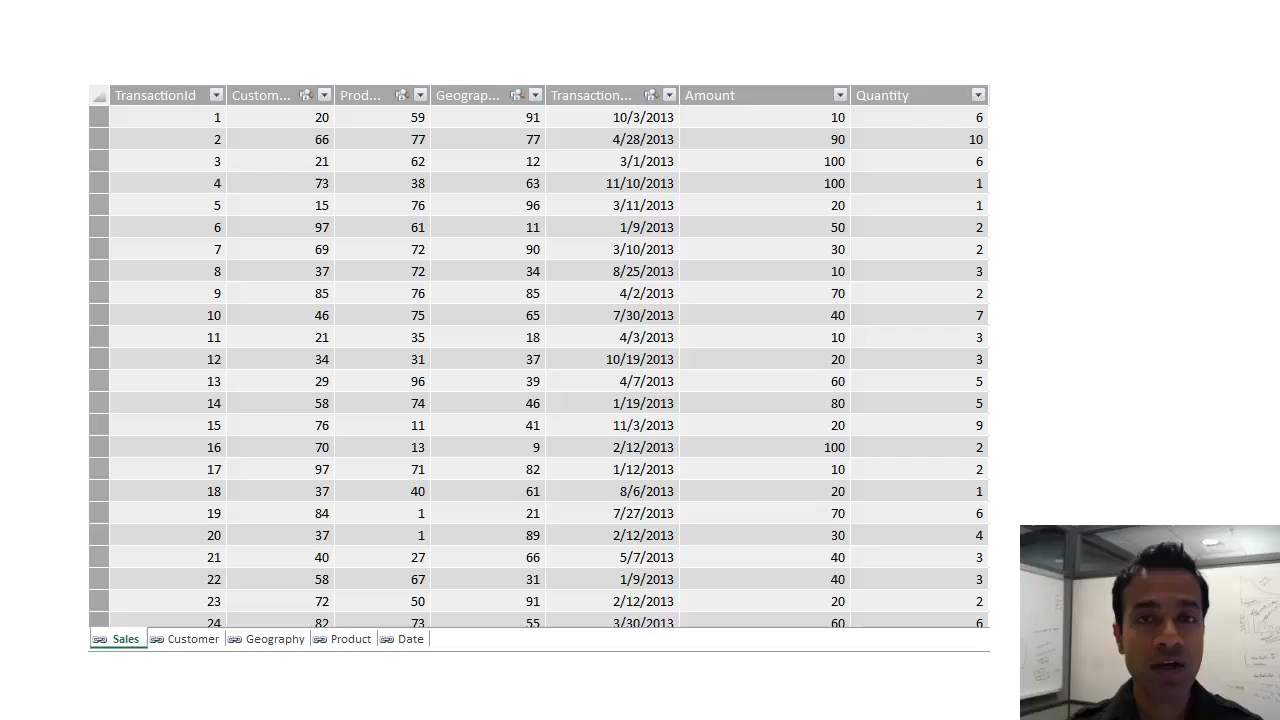 TransactionId Custom... Prod... Geograp... Transaction... Amount Quantity
1 20 59 91 10/3/2013 10 6
2 66 77 77 4/28/2013 90 10
3 21 62 12 3/1/2013 100 6
4 73 38 63 11/10/2013 100 1
5 15 76 96 3/11/2013 20 1
6 97 61 11 1/9/2013 50 2
7 69 72 90 3/10/2013 30 2
8 37 72 34 8/25/2013 10 3
9 85 76 85 4/2/2013 70 2
10 46 75 65 7/30/2013 40 7
11 21 35 18 4/3/2013 10 3
12 34 31 37 10/19/2013 20 3
13 29 96 39 4/7/2013 60 5
14 58 74 46 1/19/2013 80 5
15 76 11 41 11/3/2013 20 9
16 70 13 9 2/12/2013 100 2
17 97 71 82 1/12/2013 10 2
18 37 40 61 8/6/2013 20 1
19 84 1 21 7/27/2013 70 6
20 37 1 89 2/12/2013 30 4
21 40 27 66 5/7/2013 40 3
22 58 67 31 1/9/2013 40 3
23 72 50 91 2/12/2013 20 2
24 82 73 55 3/30/2013 60 6
Sales Customer Geography Product Date